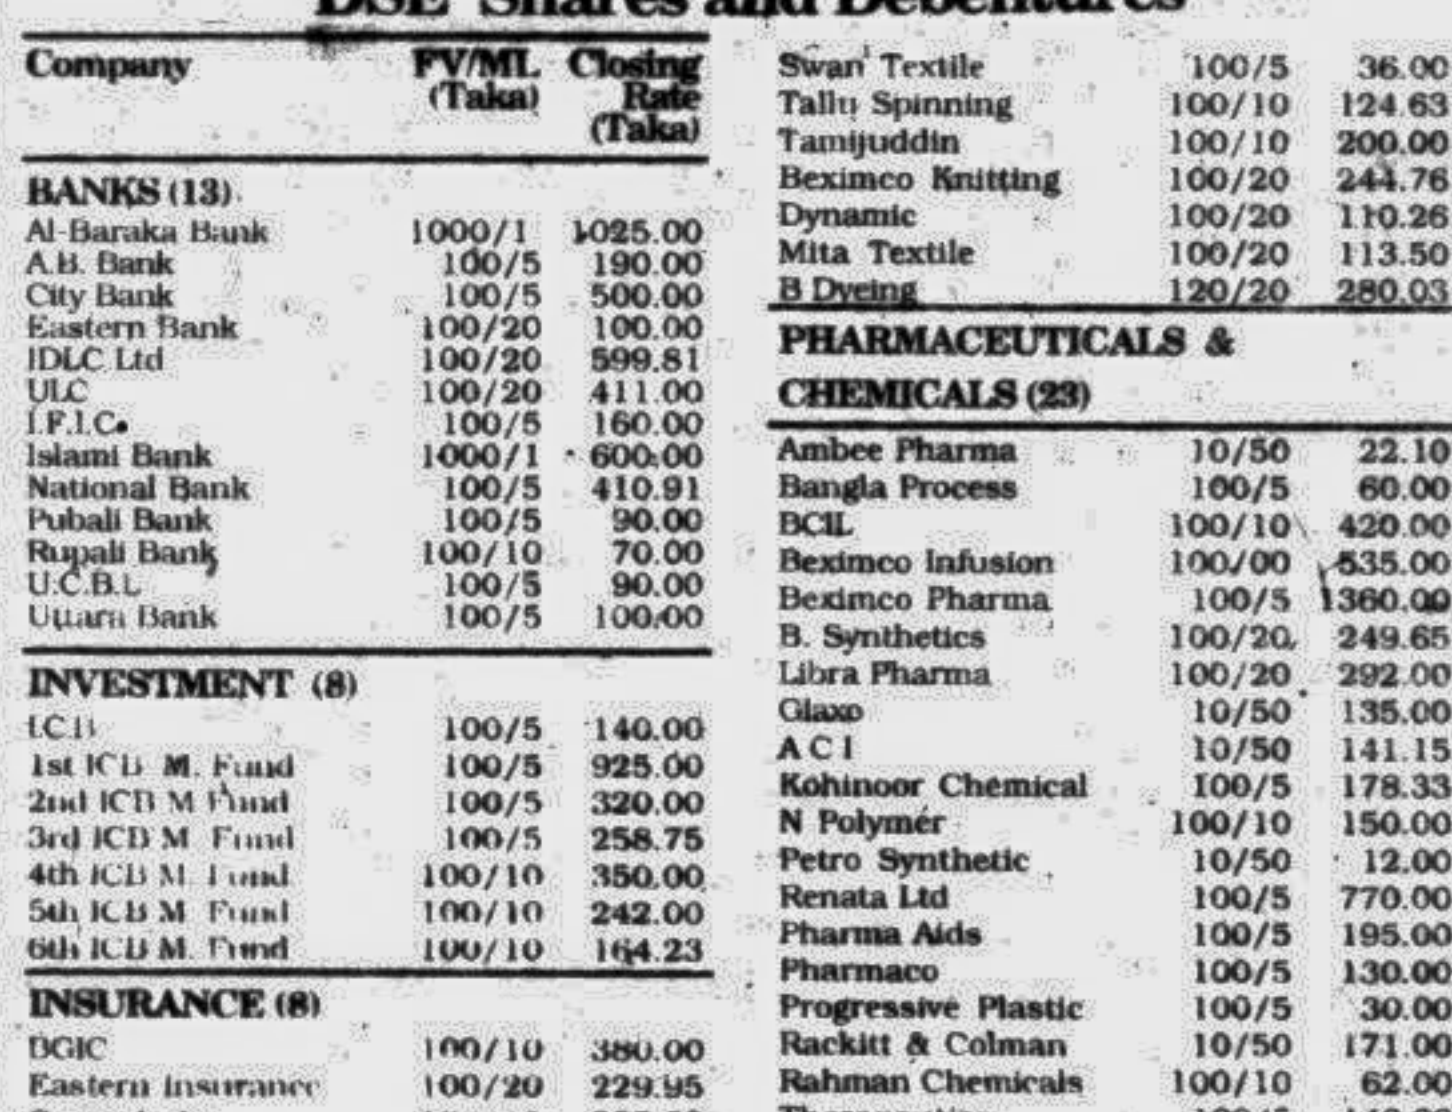 DSE Shares and Debentures
Company FV/ML Closing
(Taka) Rate
(Taka)
BANKS (13)
Al-Baraka Bank 1000/1 1025.00
A.B. Bank 100/5 190.00
City Bank 100/5 500.00
Eastern Bank 100/20 100.00
IDLC Ltd 100/20 599.81
ULC 100/20 411.00
I.F.I.C. 100/5 160.00
Islami Bank 1000/1 600.00
National Bank 100/5 410.91
Pubali Bank 100/5 90.00
Rupali Bank 100/10 70.00
U.C.B.L 100/5 90.00
Uttara Bank 100/5 100.00
INVESTMENT (8)
I.C.B 100/5 140.00
1st ICB M. Fund 100/5 925.00
2nd ICB M Fund 100/5 320.00
3rd ICB M. Fund 100/5 258.75
4th ICB M. Fund 100/10 350.00
5th ICB M. Fund 100/10 242.00
6th ICB M. Fund 100/10 164.23
INSURANCE (8)
BGIC 100/10 380.00
Eastern Insurance 100/20 229.95
Swan Textile 100/5 36.00
Tallu Spinning 100/10 124.63
Tamijuddin 100/10 200.00
Beximco Knitting 100/20 244.76
Dynamic 100/20 110.26
Mita Textile 100/20 113.50
B Dyeing 120/20 280.03
PHARMACEUTICALS &
CHEMICALS (23)
Ambee Pharma 10/50 22.10
Bangla Process 100/5 60.00
BCIL 100/10 420.00
Beximco Infusion 100/00 535.00
Beximco Pharma 100/5 1360.00
B. Synthetics 100/20 249.65
Libra Pharma 100/20 292.00
Glaxo 10/50 135.00
A C I 10/50 141.15
Kohinoor Chemical 100/5 178.33
N Polymer 100/10 150.00
Petro Synthetic 10/50 12.00
Renata Ltd 100/5 770.00
Pharma Aids 100/5 195.00
Pharmaco 100/5 130.00
Progressive Plastic 100/5 30.00
Rackitt & Colman 10/50 171.00
Rahman Chemicals 100/10 62.00